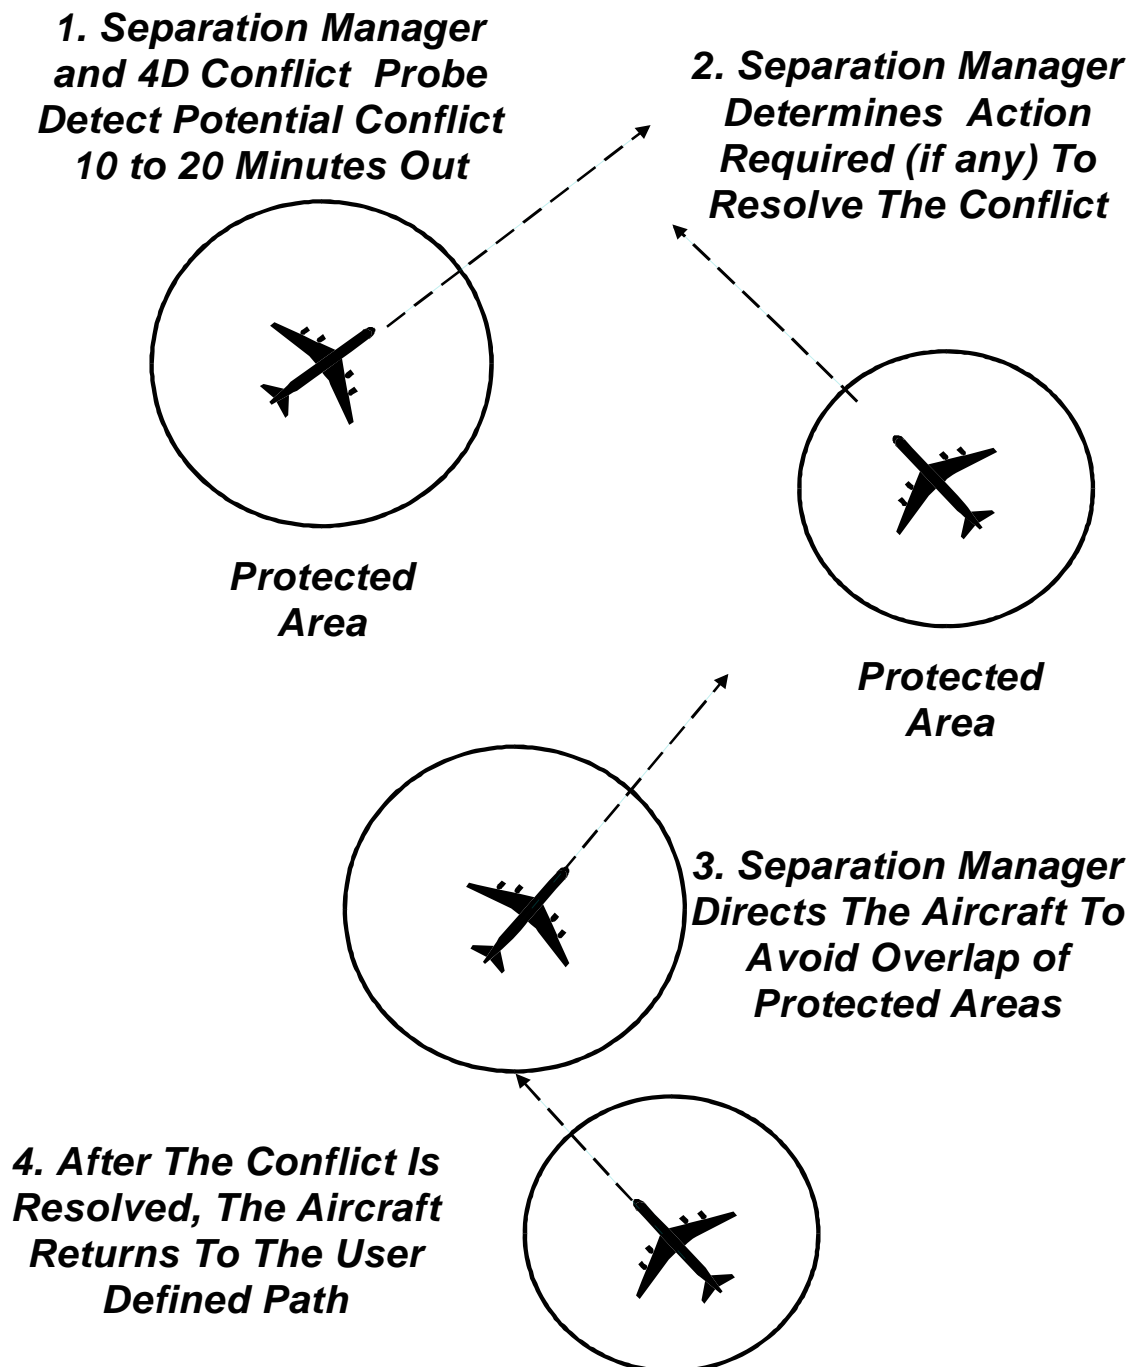 1. Separation Manager
and 4D Conflict Probe
Detect Potential Conflict
10 to 20 Minutes Out
2. Separation Manager
Determines Action
Required (if any) To
Resolve The Conflict
Protected
Area
Protected
Area
3. Separation Manager
Directs The Aircraft To
Avoid Overlap of
Protected Areas
4. After The Conflict Is
Resolved, The Aircraft
Returns To The User
Defined Path